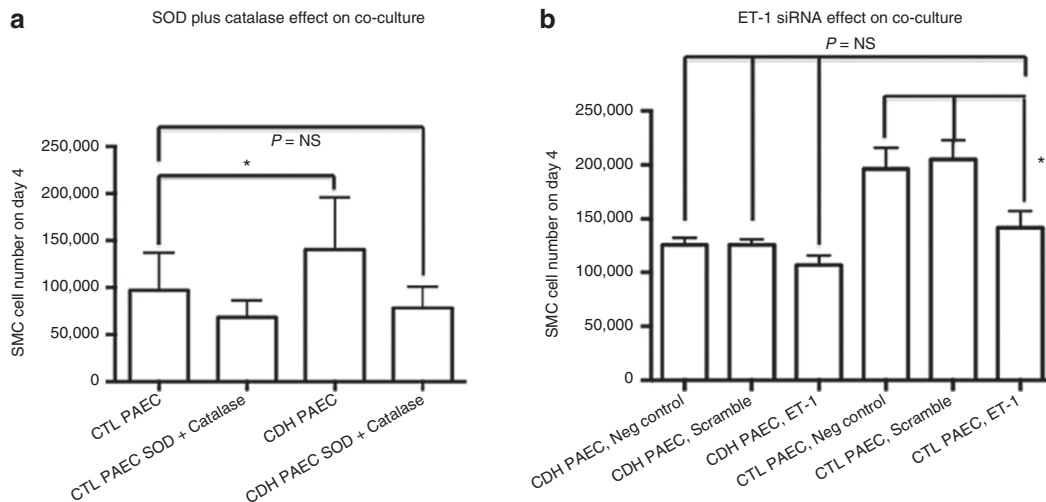 a
SOD plus catalase effect on co-culture
P = NS
*
250,000
200,000
150,000
100,000
50,000
0
SMC cell number on day 4
CTL PAEC
CTL PAEC SOD + Catalase
CDH PAEC
CDH PAEC SOD + Catalase
b
ET-1 siRNA effect on co-culture
P = NS
*
250,000
200,000
150,000
100,000
50,000
0
SMC cell number on day 4
CDH PAEC, Neg control
CDH PAEC, Scramble
CDH PAEC, ET-1
CTL PAEC, Neg control
CTL PAEC, Scramble
CTL PAEC, ET-1